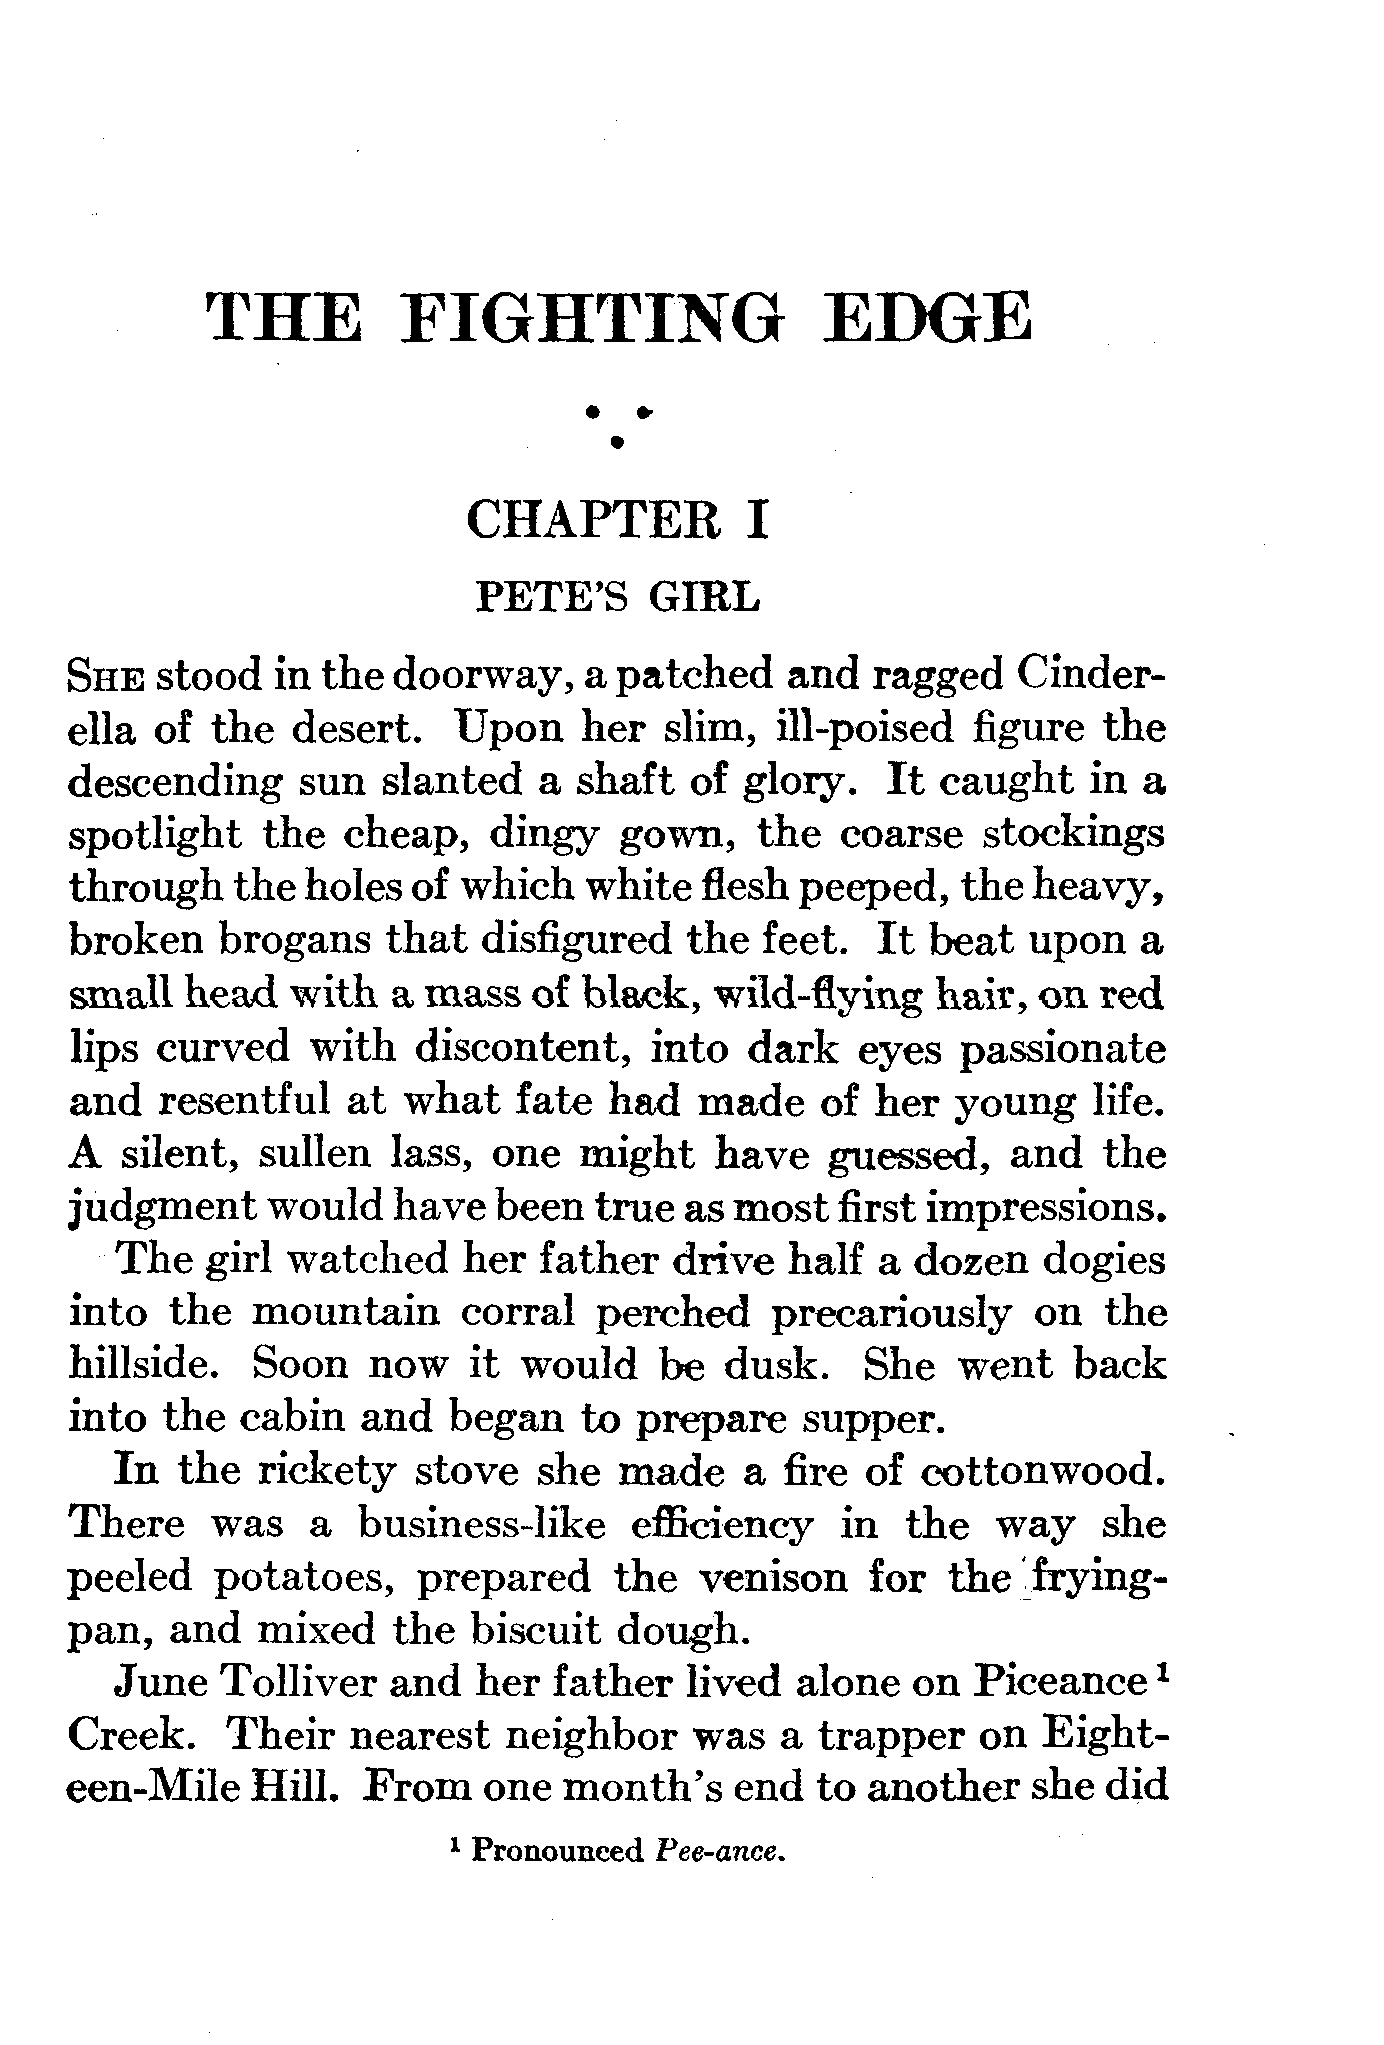 THE FIGHTING EDGE
CHAPTER I
PETE'S GIRL
SHE stood in the doorway, a patched and ragged Cinder-
ella of the desert. Upon her slim, ill-poised figure the
descending sun slanted a shaft of glory. It caught in a
spotlight the cheap, dingy gown, the coarse stockings
through the holes of which white flesh peeped, the heavy,
broken brogans that disfigured the feet. It beat upon a
small head with a mass of black, wild-flying hair, on red
lips curved with discontent, into dark eyes passionate
and resentful at what fate had made of her young life.
A silent, sullen lass, one might have guessed, and the
judgment would have been true as most first impressions.
The girl watched her father drive half a dozen dogies
into the mountain corral perched precariously on the
hillside. Soon now it would be dusk. She went back
into the cabin and began to prepare supper.
In the rickety stove she made a fire of cottonwood.
There was a business-like efficiency in the way she
peeled potatoes, prepared the venison for the frying-
pan, and mixed the biscuit dough.
June Tolliver and her father lived alone on Piceance ¹
Creek. Their nearest neighbor was a trapper on Eight-
een-Mile Hill. From one month's end to another she did
¹ Pronounced Pee-ance.